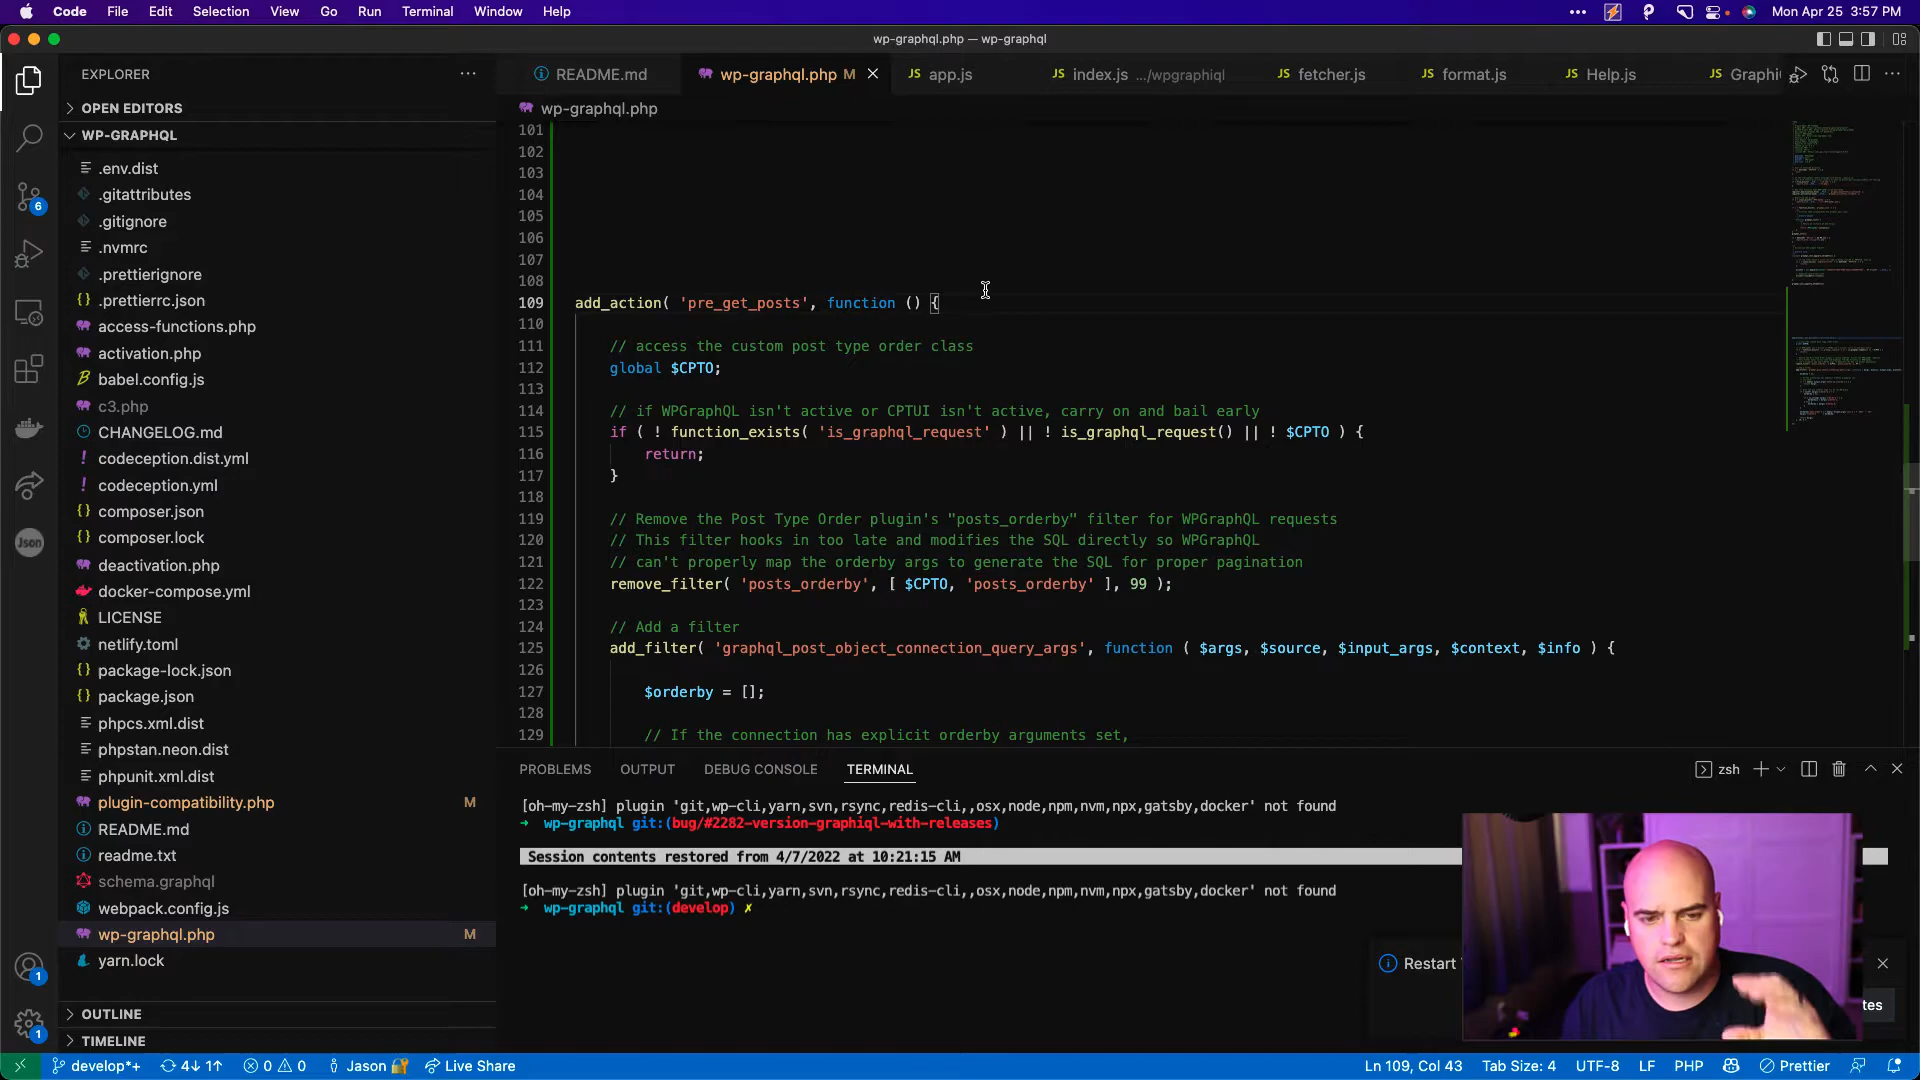 Code File Edit Selection View Go Run Terminal Window Help
Mon Apr 25 3:57 PM
wp-graphql.php — wp-graphql
EXPLORER
OPEN EDITORS
WP-GRAPHQL
.env.dist
.gitattributes
.gitignore
.nvmrc
.prettierignore
.prettierrc.json
access-functions.php
activation.php
babel.config.js
c3.php
CHANGELOG.md
codeception.dist.yml
codeception.yml
composer.json
composer.lock
deactivation.php
docker-compose.yml
LICENSE
netlify.toml
package-lock.json
package.json
phpcs.xml.dist
phpstan.neon.dist
phpunit.xml.dist
plugin-compatibility.php M
README.md
readme.txt
schema.graphql
webpack.config.js
wp-graphql.php M
yarn.lock
OUTLINE
TIMELINE
6
Json
1
1
README.md wp-graphql.php M JS app.js JS index.js .../wpgraphiql JS fetcher.js JS format.js JS Help.js JS Graphi
wp-graphql.php
101
102
103
104
105
106
107
108
109 add_action( 'pre_get_posts', function () {
110
111 // access the custom post type order class
112 global $CPTO;
113
114 // if WPGraphQL isn't active or CPTUI isn't active, carry on and bail early
115 if ( ! function_exists( 'is_graphql_request' ) || ! is_graphql_request() || ! $CPTO ) {
116 return;
117 }
118
119 // Remove the Post Type Order plugin's "posts_orderby" filter for WPGraphQL requests
120 // This filter hooks in too late and modifies the SQL directly so WPGraphQL
121 // can't properly map the orderby args to generate the SQL for proper pagination
122 remove_filter( 'posts_orderby', [ $CPTO, 'posts_orderby' ], 99 );
123
124 // Add a filter
125 add_filter( 'graphql_post_object_connection_query_args', function ( $args, $source, $input_args, $context, $info ) {
126
127 $orderby = [];
128
129 // If the connection has explicit orderby arguments set,
PROBLEMS OUTPUT DEBUG CONSOLE TERMINAL
zsh
[oh-my-zsh] plugin 'git,wp-cli,yarn,svn,rsync,redis-cli,,osx,node,npm,nvm,npx,gatsby,docker' not found
➜ wp-graphql git:(bug/#2282-version-graphiql-with-releases)
Session contents restored from 4/7/2022 at 10:21:15 AM
[oh-my-zsh] plugin 'git,wp-cli,yarn,svn,rsync,redis-cli,,osx,node,npm,nvm,npx,gatsby,docker' not found
➜ wp-graphql git:(develop) ✗
Restart
tes
develop*+ 4↓ 1↑ 0 0 Jason Live Share
Ln 109, Col 43 Tab Size: 4 UTF-8 LF PHP Prettier